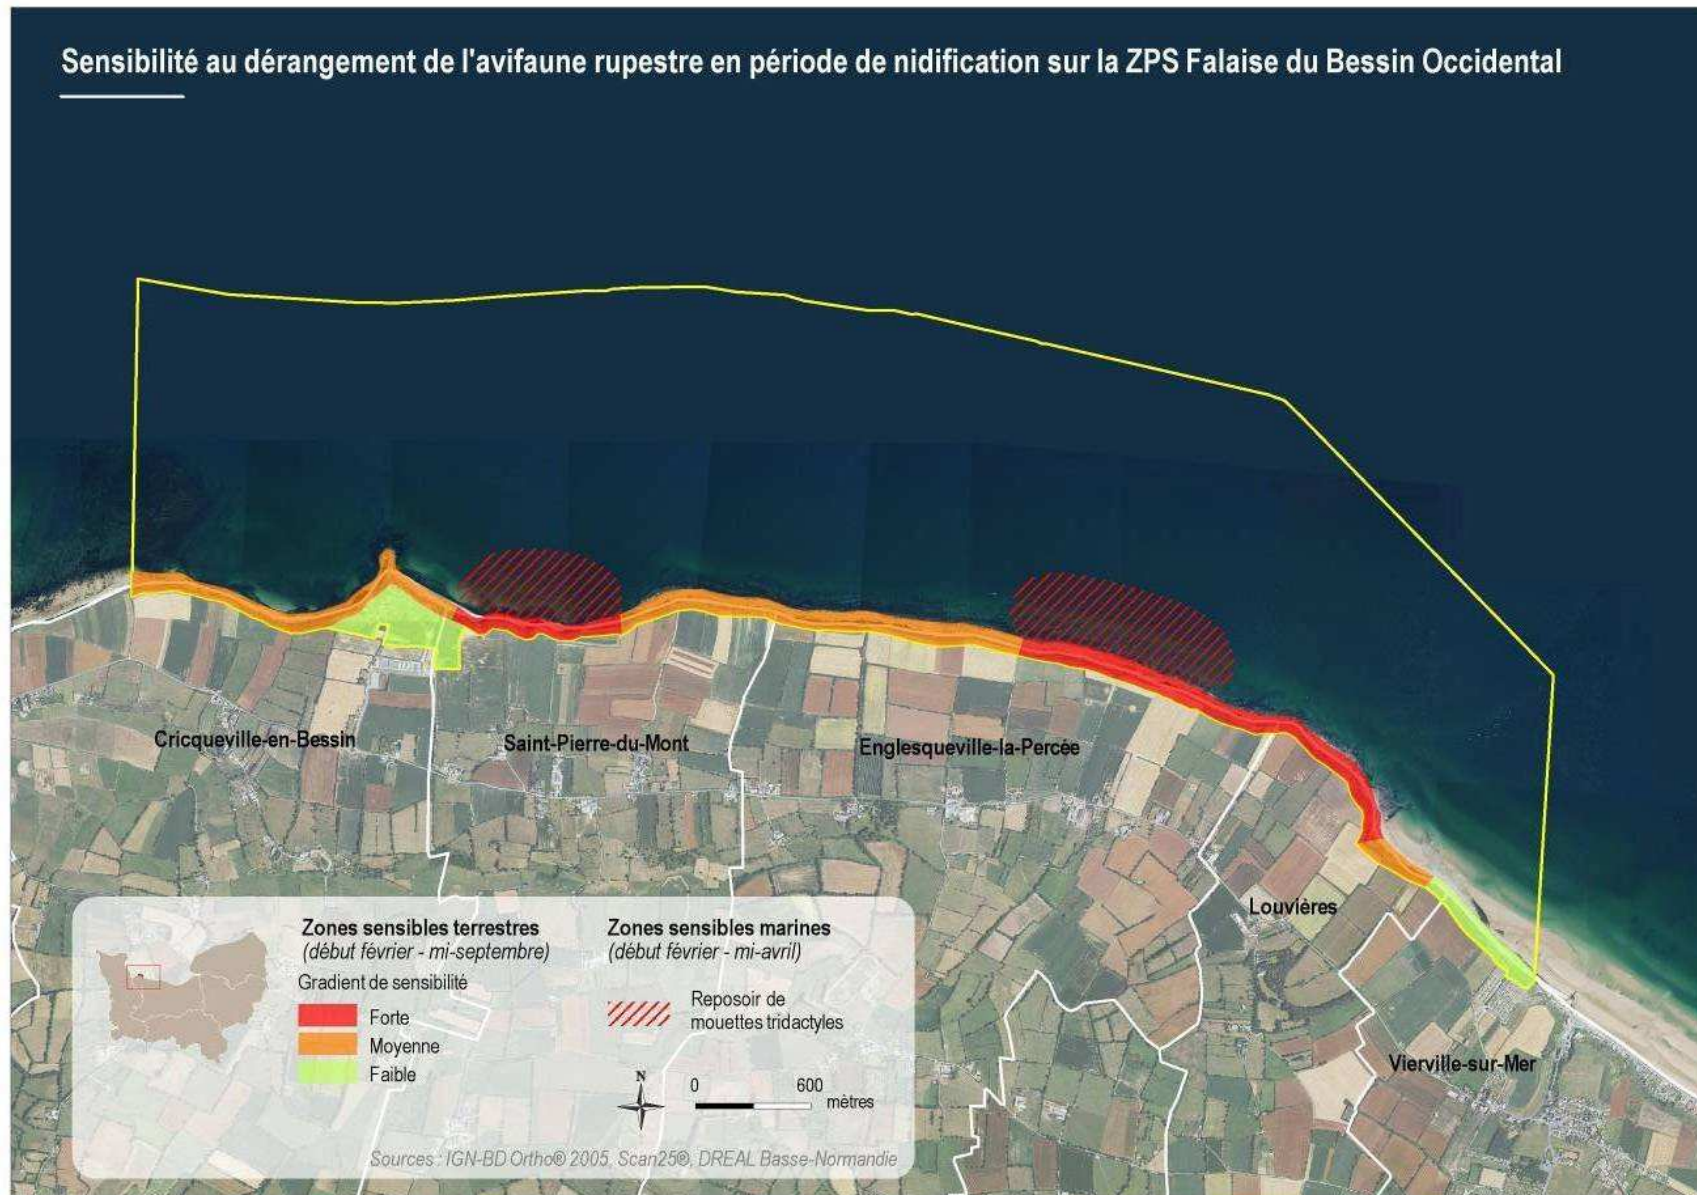 Sensibilité au dérangement de l'avifaune rupestre en période de nidification sur la ZPS Falaise du Bessin Occidental
Cricqueville-en-Bessin
Saint-Pierre-du-Mont
Englesqueville-la-Percée
Louvières
Vierville-sur-Mer
Zones sensibles terrestres
(début février - mi-septembre)
Gradient de sensibilité
Forte
Moyenne
Faible
Zones sensibles marines
(début février - mi-avril)
Reposoir de
mouettes tridactyles
N
0 600
mètres
Sources : IGN-BD Ortho® 2005, Scan25®, DREAL Basse-Normandie